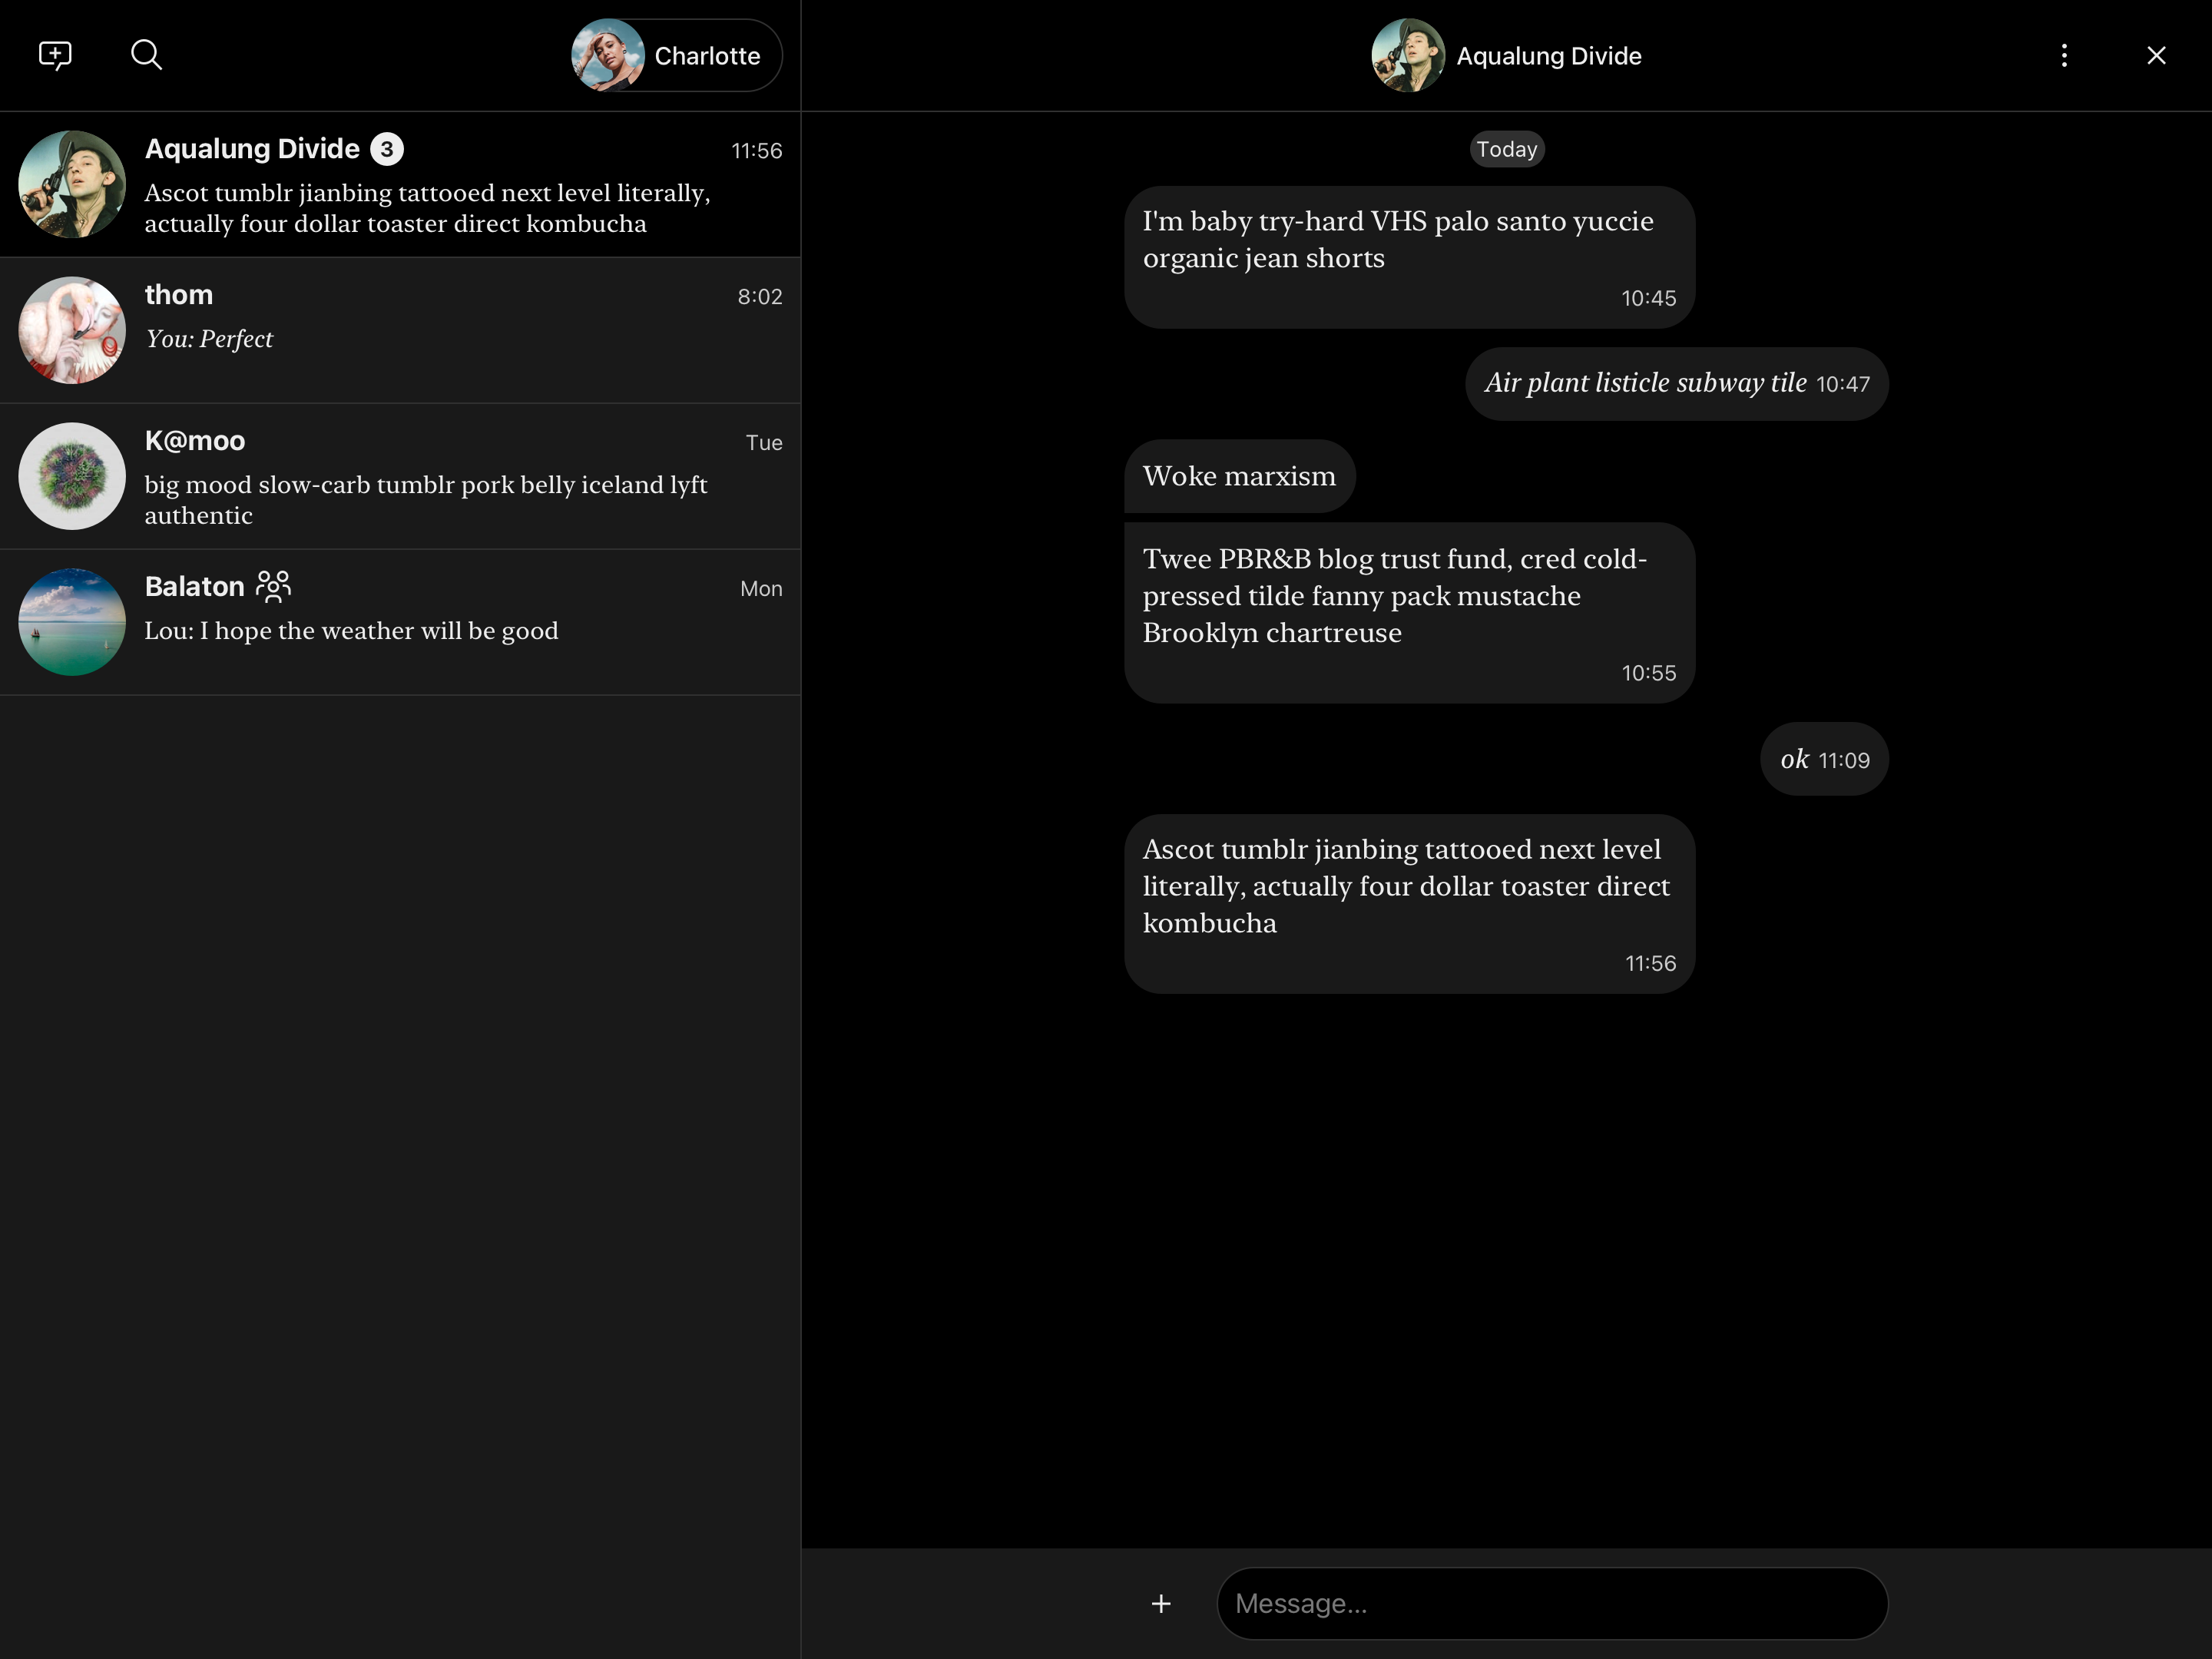 Charlotte
Aqualung Divide 3 11:56
Ascot tumblr jianbing tattooed next level literally,
actually four dollar toaster direct kombucha
thom 8:02
You: Perfect
K@moo Tue
big mood slow-carb tumblr pork belly iceland lyft
authentic
Balaton Mon
Lou: I hope the weather will be good
Aqualung Divide
Today
I'm baby try-hard VHS palo santo yuccie
organic jean shorts
10:45
Air plant listicle subway tile 10:47
Woke marxism
Twee PBR&B blog trust fund, cred cold-
pressed tilde fanny pack mustache
Brooklyn chartreuse
10:55
ok 11:09
Ascot tumblr jianbing tattooed next level
literally, actually four dollar toaster direct
kombucha
11:56
Message...